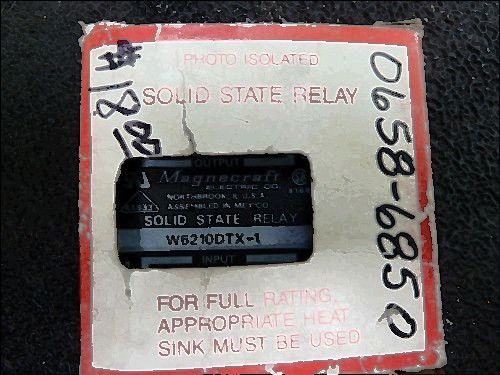 PHOTO ISOLATED
SOLID STATE RELAY
0658-6850
OUTPUT
Magnecraft
ELECTRIC CO.
NORTHBROOK, IL U.S.A.
ASSEMBLED IN MEXICO
SOLID STATE RELAY
W6210DTX-1
INPUT
FOR FULL RATING,
APPROPRIATE HEAT
SINK MUST BE USED